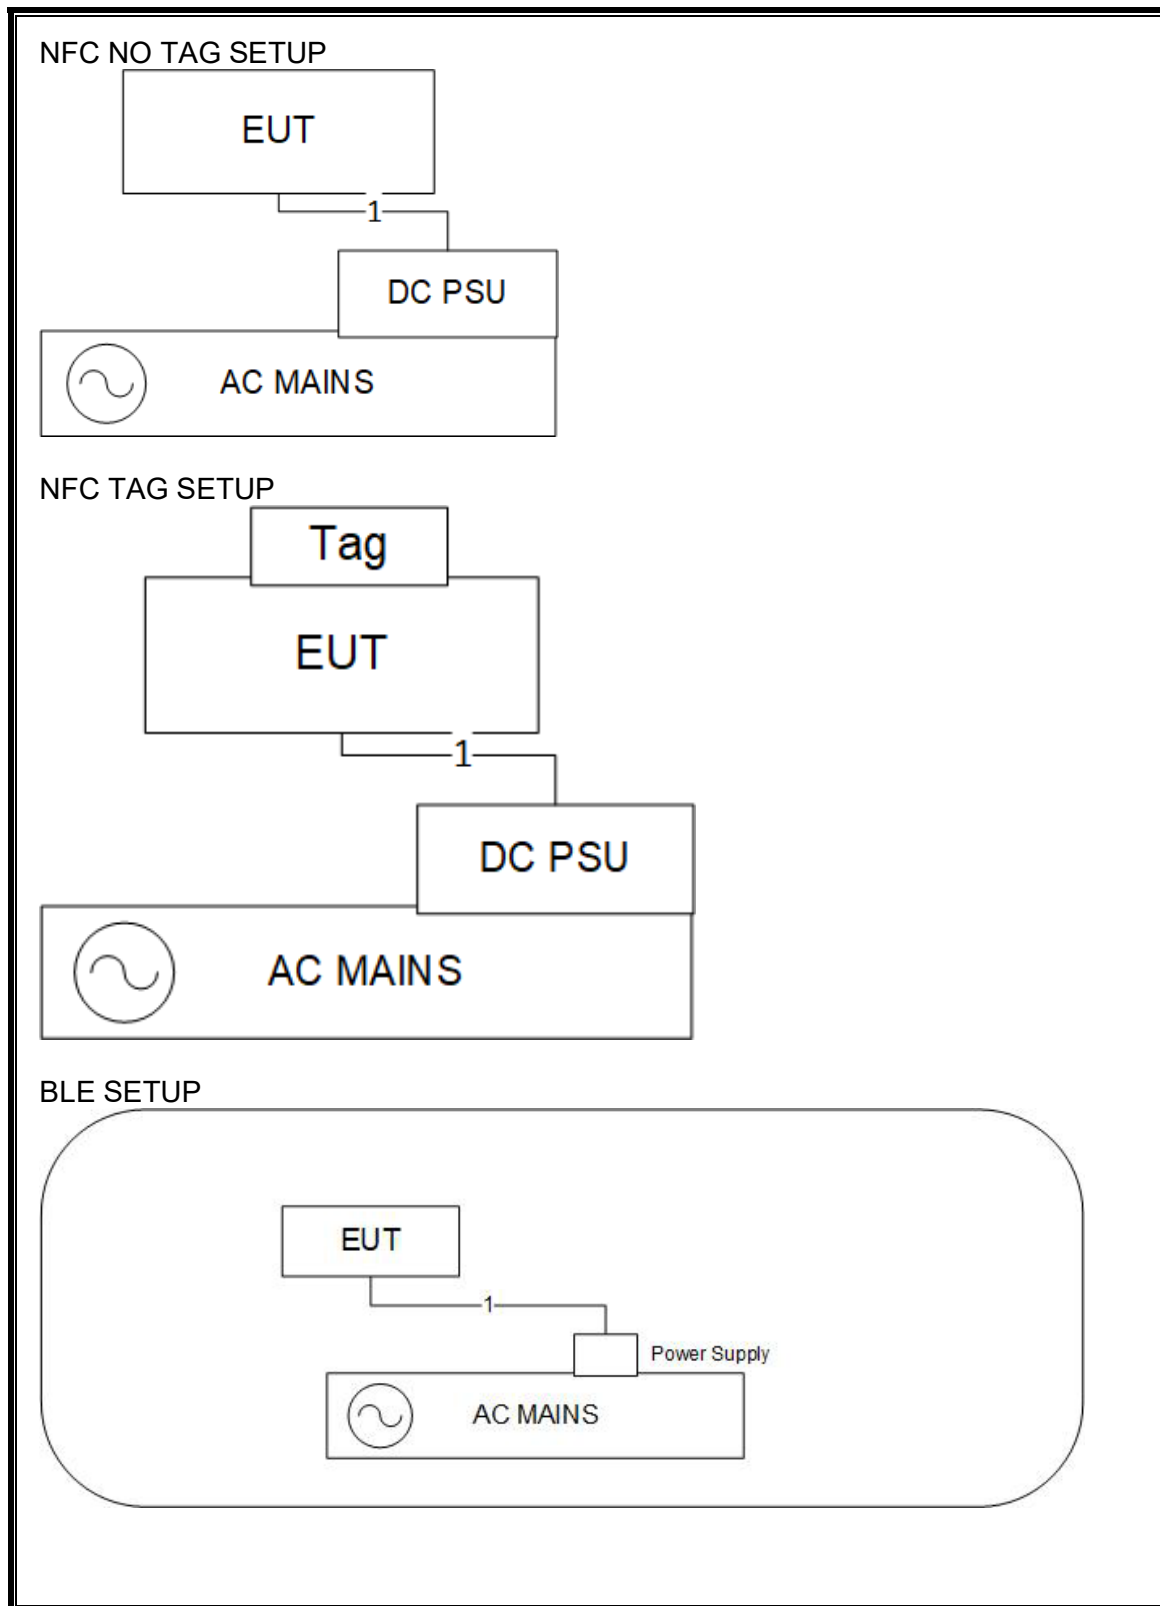 NFC NO TAG SETUP
EUT
1
DC PSU
AC MAINS
NFC TAG SETUP
Tag
EUT
1
DC PSU
AC MAINS
BLE SETUP
EUT
1
Power Supply
AC MAINS